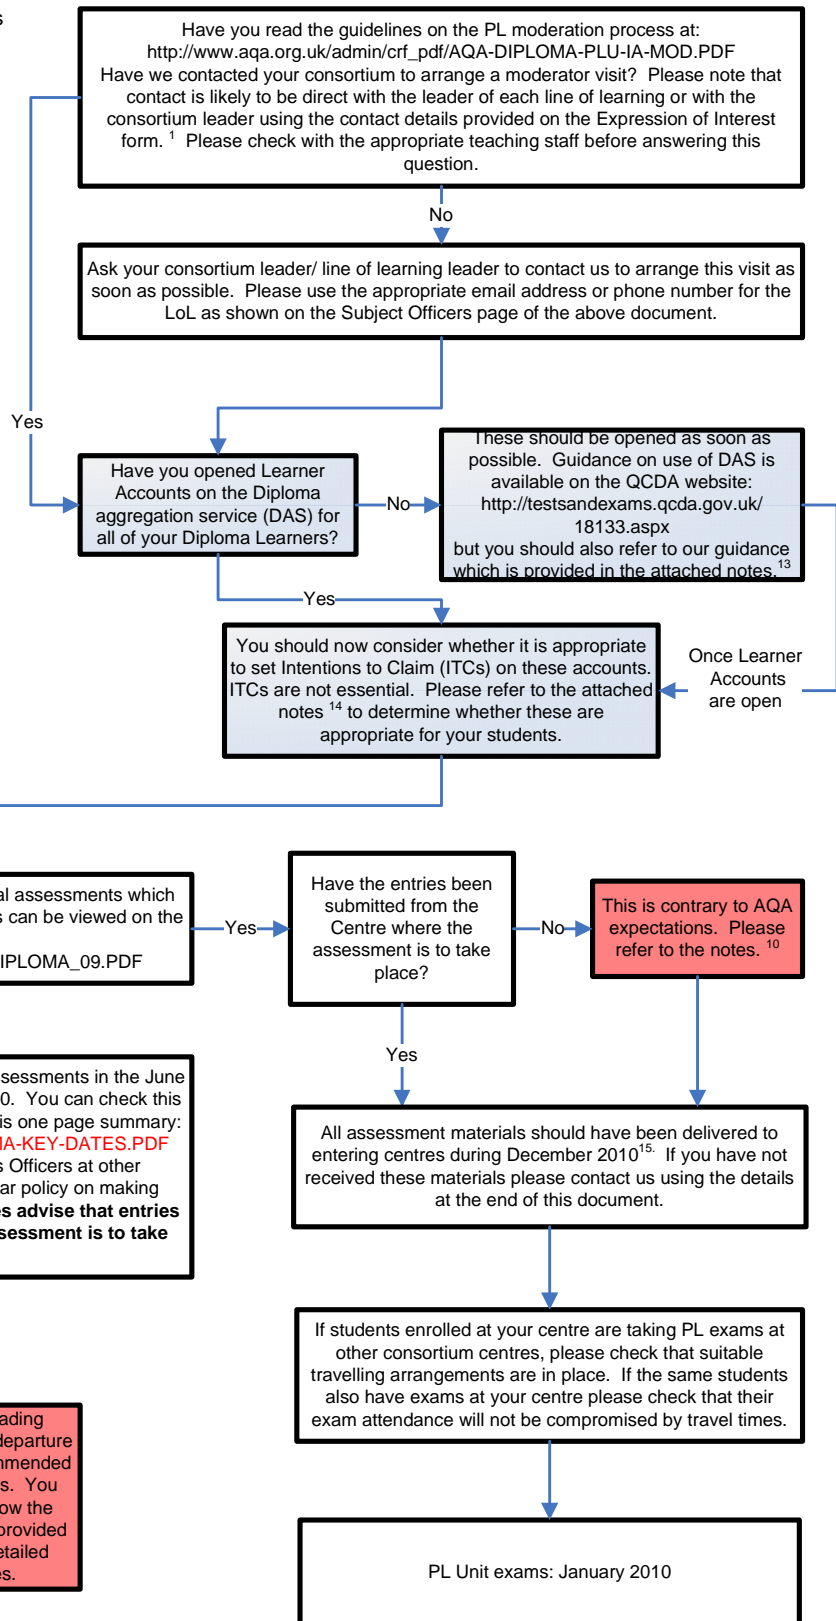 s
Have you read the guidelines on the PL moderation process at:
http://www.aqa.org.uk/admin/crf_pdf/AQA-DIPLOMA-PLU-IA-MOD.PDF
Have we contacted your consortium to arrange a moderator visit? Please note that
contact is likely to be direct with the leader of each line of learning or with the
consortium leader using the contact details provided on the Expression of Interest
form. 1 Please check with the appropriate teaching staff before answering this
question.
No
Ask your consortium leader/ line of learning leader to contact us to arrange this visit as
soon as possible. Please use the appropriate email address or phone number for the
LoL as shown on the Subject Officers page of the above document.
Yes
Have you opened Learner
Accounts on the Diploma
aggregation service (DAS) for
all of your Diploma Learners?
No
These should be opened as soon as
possible. Guidance on use of DAS is
available on the QCDA website:
http://testsandexams.qcda.gov.uk/
18133.aspx
but you should also refer to our guidance
which is provided in the attached notes.13
Yes
You should now consider whether it is appropriate
to set Intentions to Claim (ITCs) on these accounts.
ITCs are not essential. Please refer to the attached
notes 14 to determine whether these are
appropriate for your students.
Once Learner
Accounts
are open
al assessments which
s can be viewed on the
IPLOMA_09.PDF
Yes
Have the entries been
submitted from the
Centre where the
assessment is to take
place?
No
This is contrary to AQA
expectations. Please
refer to the notes. 10
Yes
sessments in the June
0. You can check this
is one page summary:
MA-KEY-DATES.PDF
s Officers at other
ar policy on making
es advise that entries
sessment is to take
All assessment materials should have been delivered to
entering centres during December 201015. If you have not
received these materials please contact us using the details
at the end of this document.
If students enrolled at your centre are taking PL exams at
other consortium centres, please check that suitable
travelling arrangements are in place. If the same students
also have exams at your centre please check that their
exam attendance will not be compromised by travel times.
ading
departure
mmended
s. You
ow the
provided
etailed
es.
PL Unit exams: January 2010